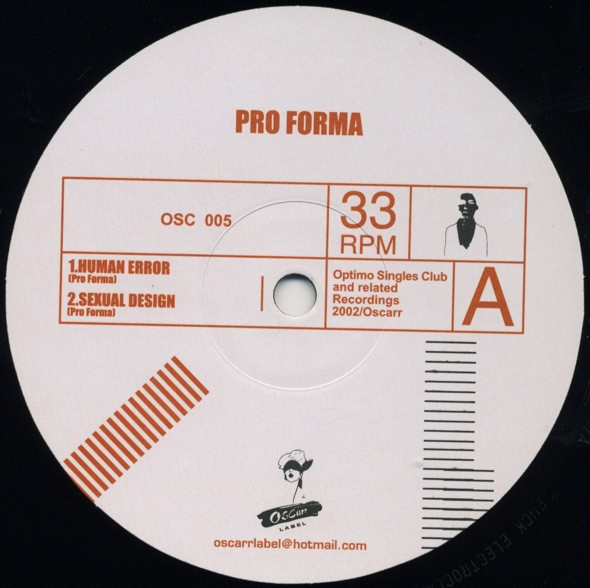 PRO FORMA
OSC 005
33
RPM
1.HUMAN ERROR
(Pro Forma)
2.SEXUAL DESIGN
(Pro Forma)
Optimo Singles Club
and related
Recordings
2002/Oscarr
A
Oscarr
LABEL
oscarrlabel@hotmail.com